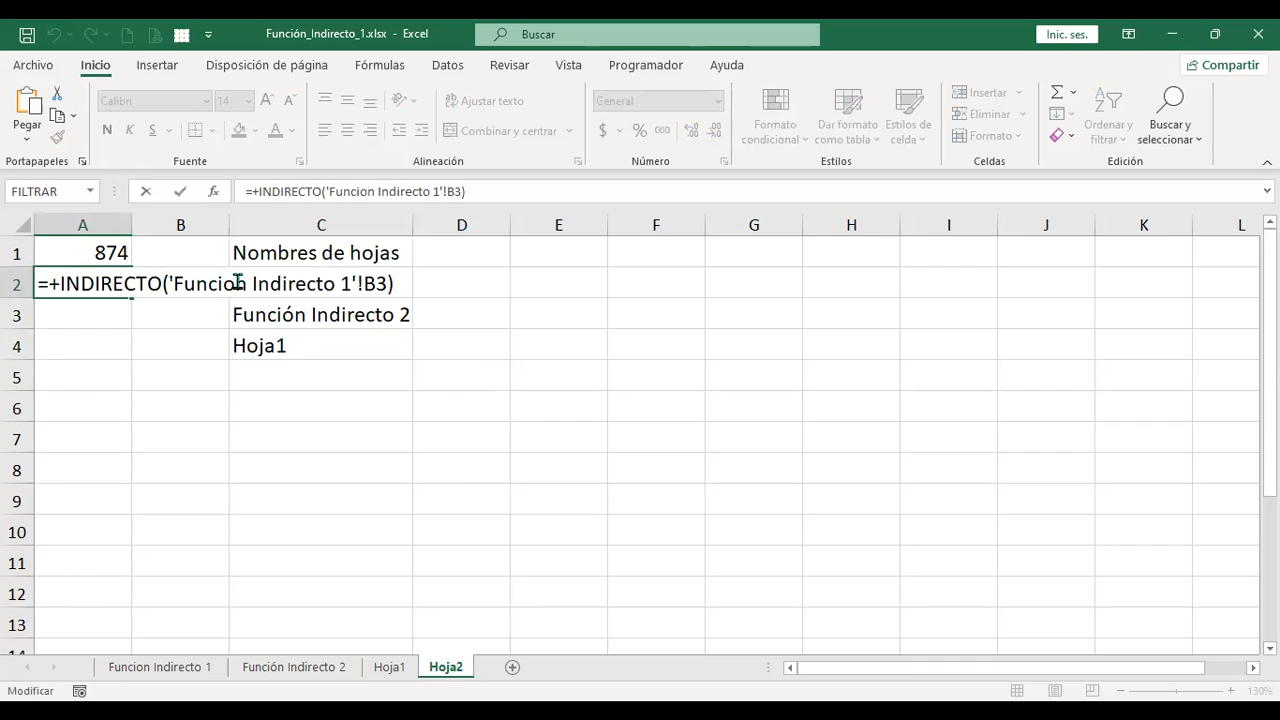 Función_Indirecto_1.xlsx - Excel
Buscar
Inic. ses.
Archivo Inicio Insertar Disposición de página Fórmulas Datos Revisar Vista Programador Ayuda
Compartir
Pegar
Calibri 14
N K S
Ajustar texto
Combinar y centrar
General
$ % 000
Formato condicional
Dar formato como tabla
Estilos de celda
Insertar
Eliminar
Formato
Ordenar y filtrar
Buscar y seleccionar
Portapapeles Fuente Alineación Número Estilos Celdas Edición
FILTRAR
fx
=+INDIRECTO('Funcion Indirecto 1'!B3)
A B C D E F G H I J K L
1 874 Nombres de hojas
2 =+INDIRECTO('Funcion Indirecto 1'!B3)
3 Función Indirecto 2
4 Hoja1
5
6
7
8
9
10
11
12
13
14
Funcion Indirecto 1 Función Indirecto 2 Hoja1 Hoja2
Modificar
130%